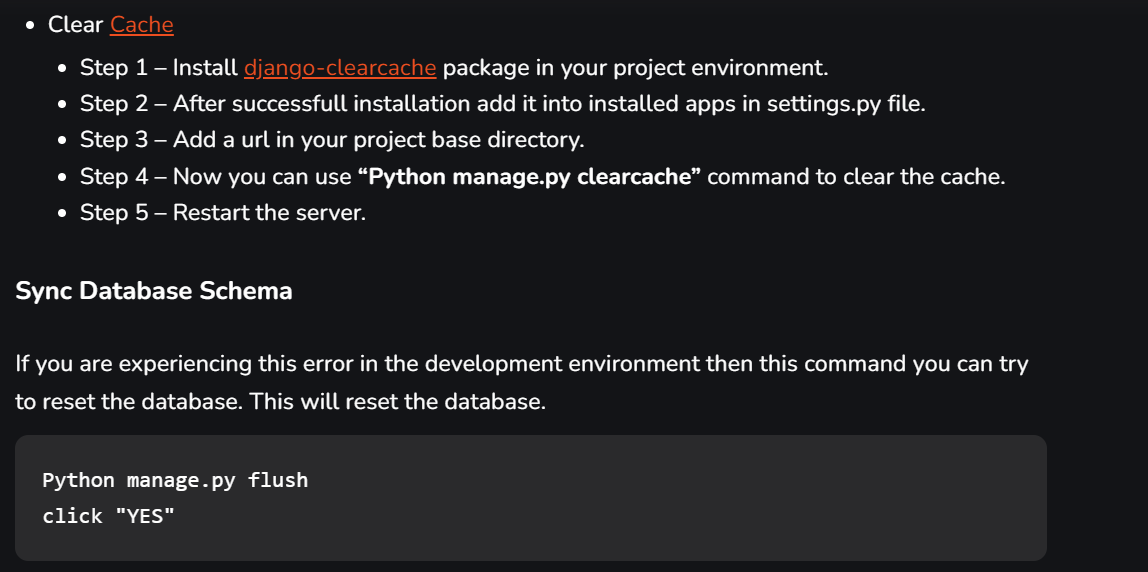 Clear Cache
Step 1 – Install django-clearcache package in your project environment.
Step 2 – After successfull installation add it into installed apps in settings.py file.
Step 3 – Add a url in your project base directory.
Step 4 – Now you can use “Python manage.py clearcache” command to clear the cache.
Step 5 – Restart the server.
Sync Database Schema
If you are experiencing this error in the development environment then this command you can try
to reset the database. This will reset the database.
Python manage.py flush
click "YES"